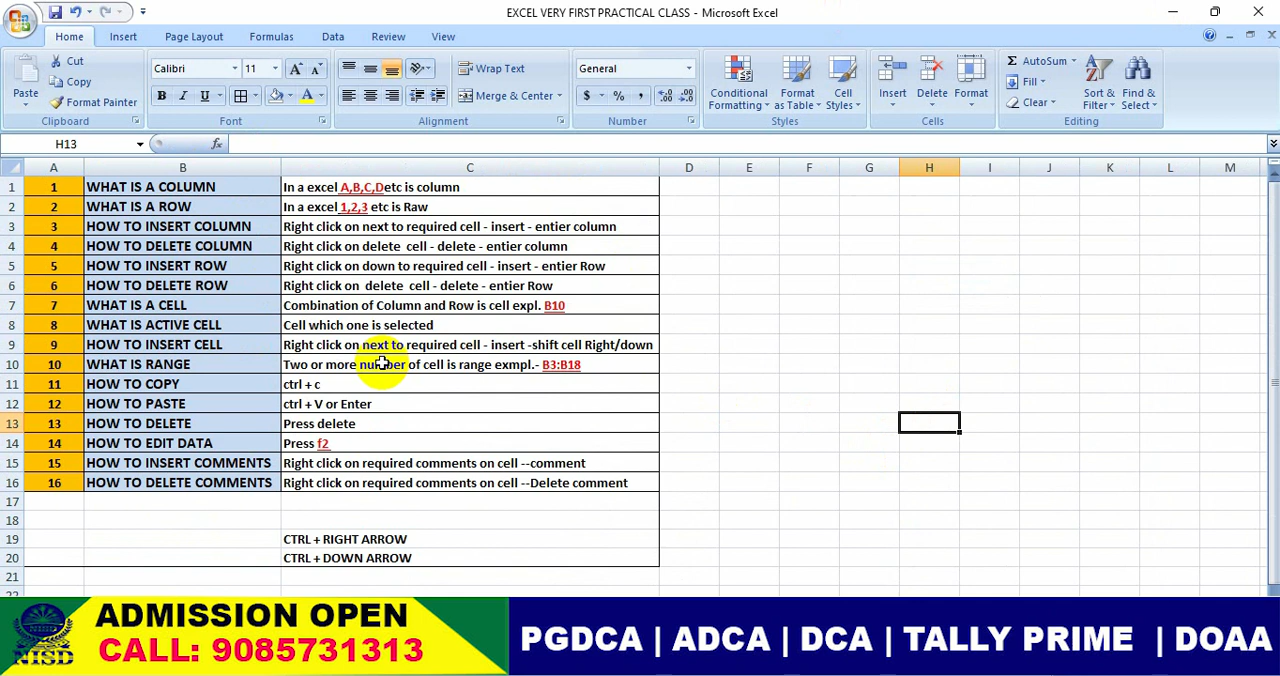 EXCEL VERY FIRST PRACTICAL CLASS - Microsoft Excel
Home Insert Page Layout Formulas Data Review View
Paste
Cut
Copy
Format Painter
Clipboard
Calibri 11
B I U
Font
Wrap Text
Merge & Center
Alignment
General
$ % ,
Number
Conditional Formatting
Format as Table
Cell Styles
Styles
Insert Delete Format
Cells
Σ AutoSum
Fill
Clear
Sort & Filter
Find & Select
Editing
H13 fx
A B C D E F G H I J K L M
1 1 WHAT IS A COLUMN In a excel A,B,C,Detc is column
2 2 WHAT IS A ROW In a excel 1,2,3 etc is Raw
3 3 HOW TO INSERT COLUMN Right click on next to required cell - insert - entier column
4 4 HOW TO DELETE COLUMN Right click on delete cell - delete - entier column
5 5 HOW TO INSERT ROW Right click on down to required cell - insert - entier Row
6 6 HOW TO DELETE ROW Right click on delete cell - delete - entier Row
7 7 WHAT IS A CELL Combination of Column and Row is cell expl. B10
8 8 WHAT IS ACTIVE CELL Cell which one is selected
9 9 HOW TO INSERT CELL Right click on next to required cell - insert -shift cell Right/down
10 10 WHAT IS RANGE Two or more number of cell is range exmpl.- B3:B18
11 11 HOW TO COPY ctrl + c
12 12 HOW TO PASTE ctrl + V or Enter
13 13 HOW TO DELETE Press delete
14 14 HOW TO EDIT DATA Press f2
15 15 HOW TO INSERT COMMENTS Right click on required comments on cell --comment
16 16 HOW TO DELETE COMMENTS Right click on required comments on cell --Delete comment
17
18
19 CTRL + RIGHT ARROW
20 CTRL + DOWN ARROW
21
22
NISD
ADMISSION OPEN
CALL: 9085731313
PGDCA | ADCA | DCA | TALLY PRIME | DOAA